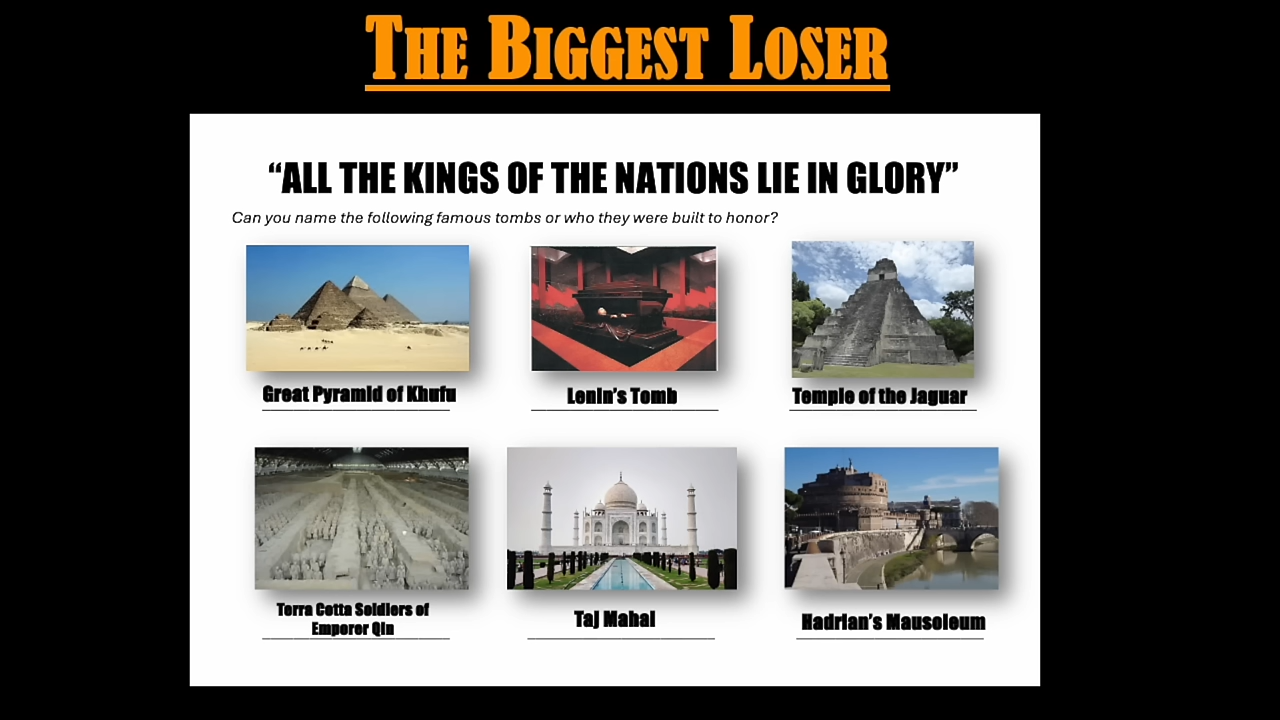 THE BIGGEST LOSER
“ALL THE KINGS OF THE NATIONS LIE IN GLORY”
Can you name the following famous tombs or who they were built to honor?
Great Pyramid of Khufu
Lenin’s Tomb
Temple of the Jaguar
Terra Cotta Soldiers of
Emperor Qin
Taj Mahal
Hadrian’s Mausoleum